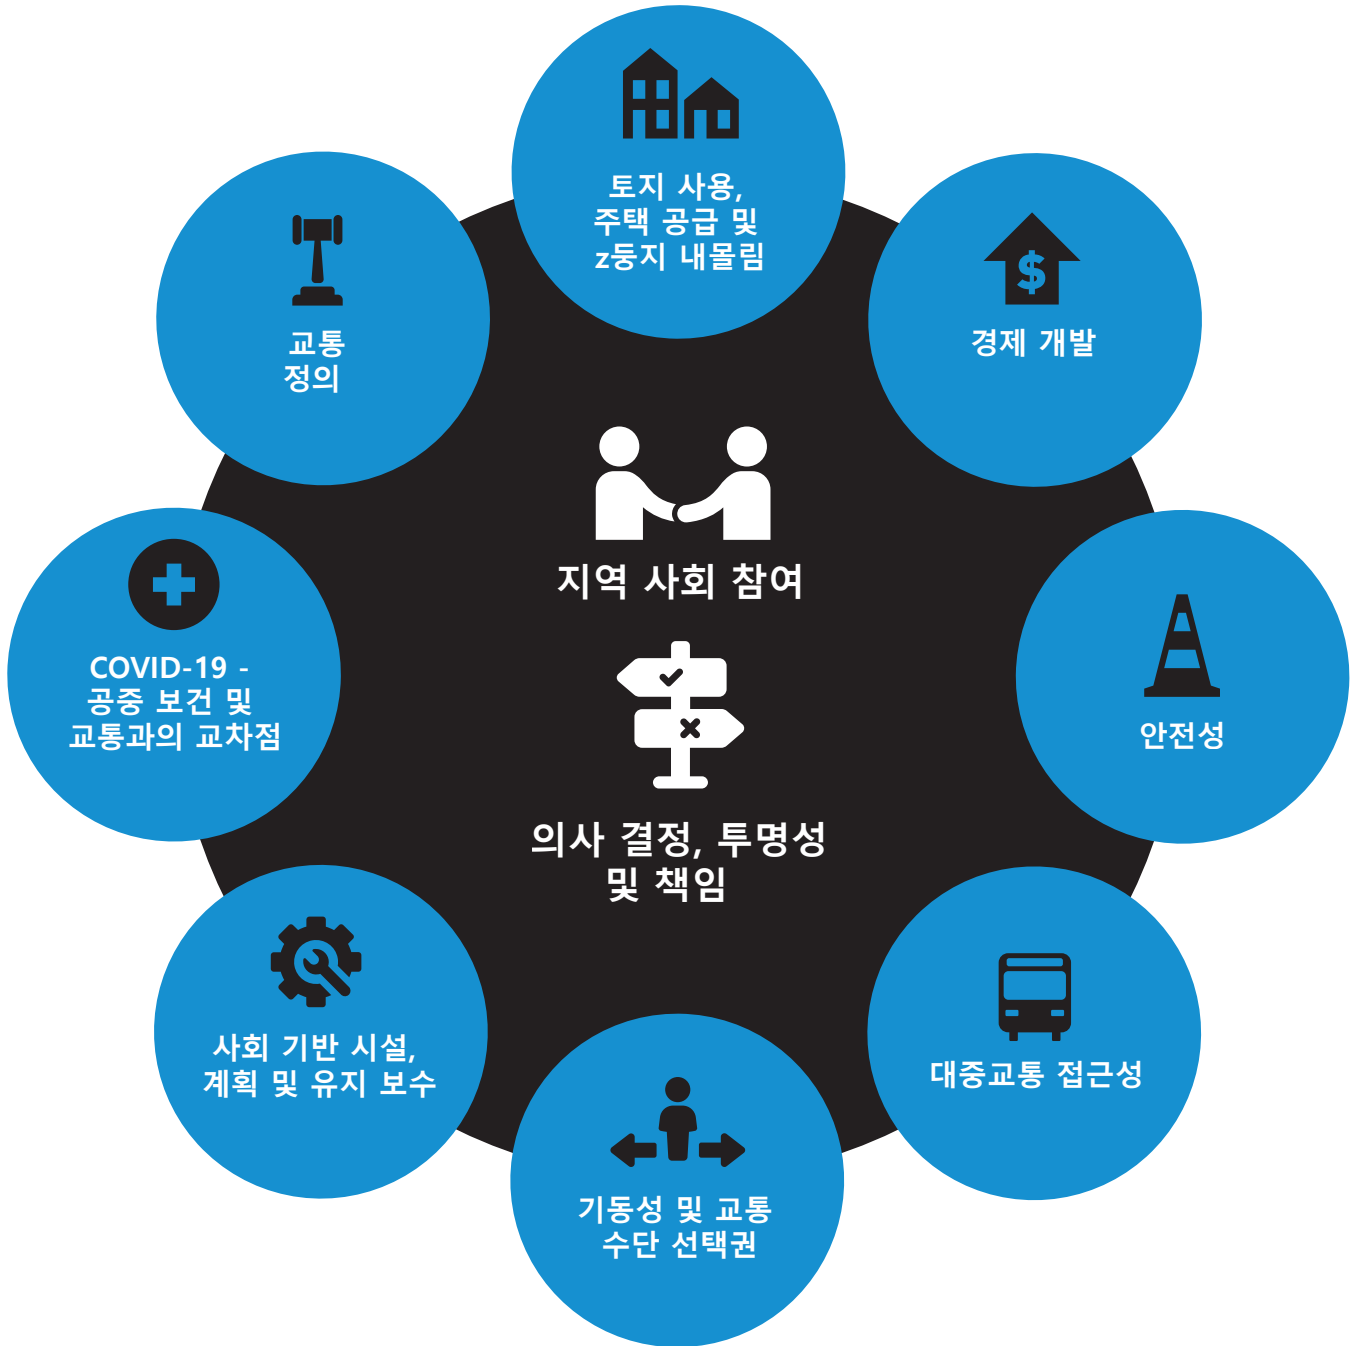 토지 사용,
주택 공급 및
z둥지 내몰림
경제 개발
안전성
대중교통 접근성
기동성 및 교통
수단 선택권
사회 기반 시설,
계획 및 유지 보수
COVID-19 -
공중 보건 및
교통과의 교차점
교통
정의
지역 사회 참여
의사 결정, 투명성
및 책임
$